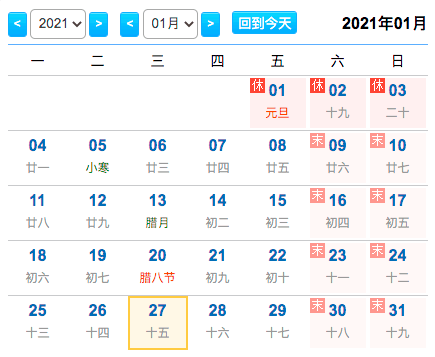 < 2021 > < 01月 > 回到今天 2021年01月
一 二 三 四 五 六 日
休 01 休 02 休 03
元旦 十九 二十
04 05 06 07 08 末 09 末 10
廿一 小寒 廿三 廿四 廿五 廿六 廿七
11 12 13 14 15 末 16 末 17
廿八 廿九 腊月 初二 初三 初四 初五
18 19 20 21 22 末 23 末 24
初六 初七 腊八节 初九 初十 十一 十二
25 26 27 28 29 末 30 末 31
十三 十四 十五 十六 十七 十八 十九